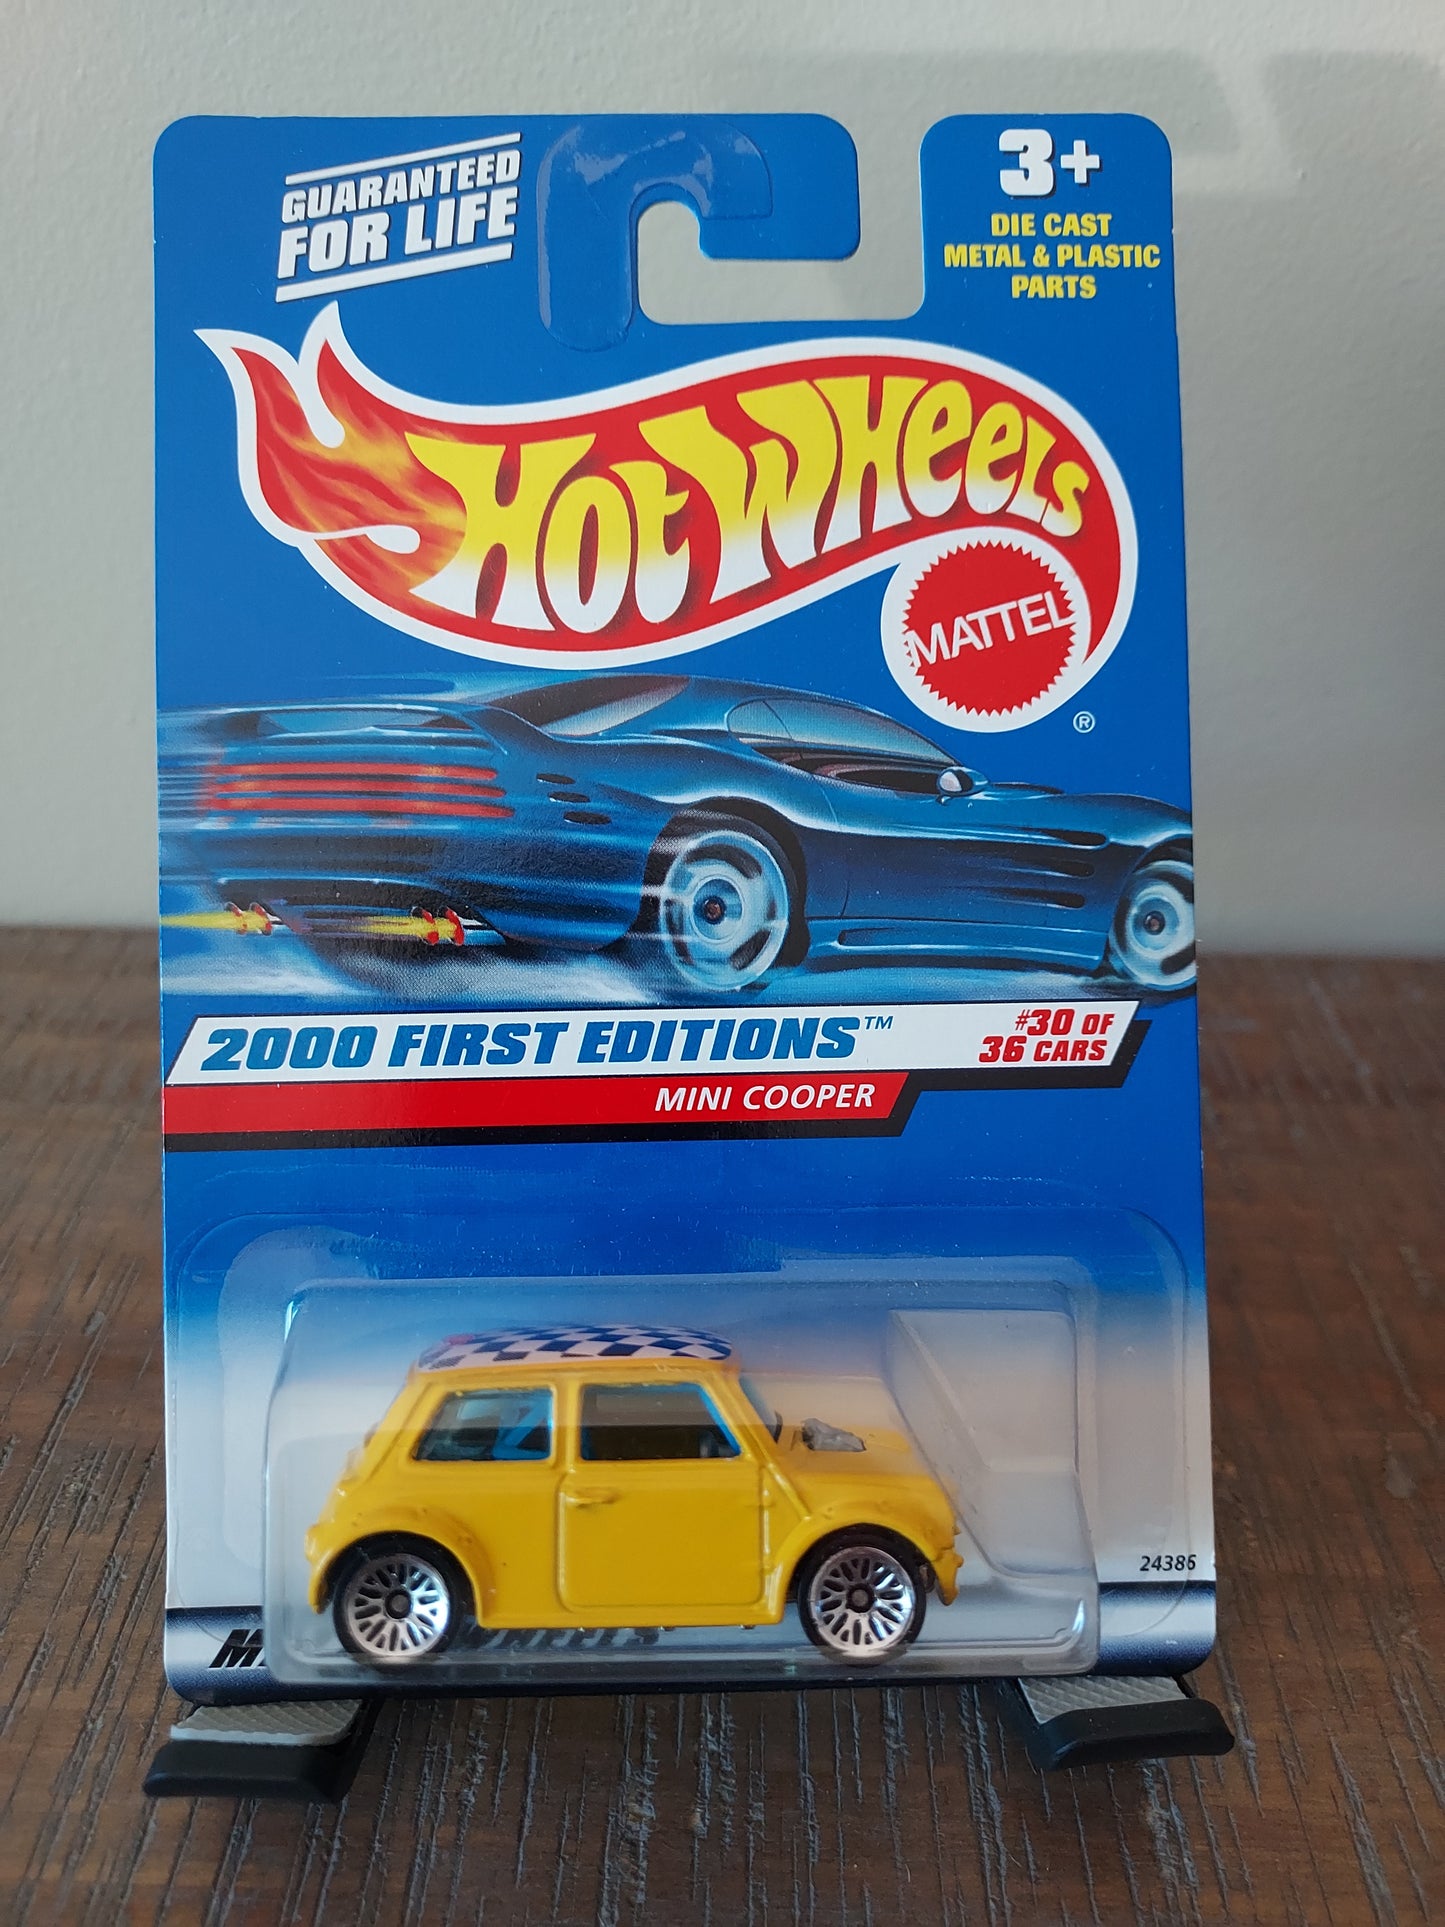 GUARANTEED
FOR LIFE
3+
DIE CAST
METAL & PLASTIC
PARTS
HOT WHEELS
MATTEL
®
2000 FIRST EDITIONS™
#30 OF
36 CARS
MINI COOPER
24386
WHEELS